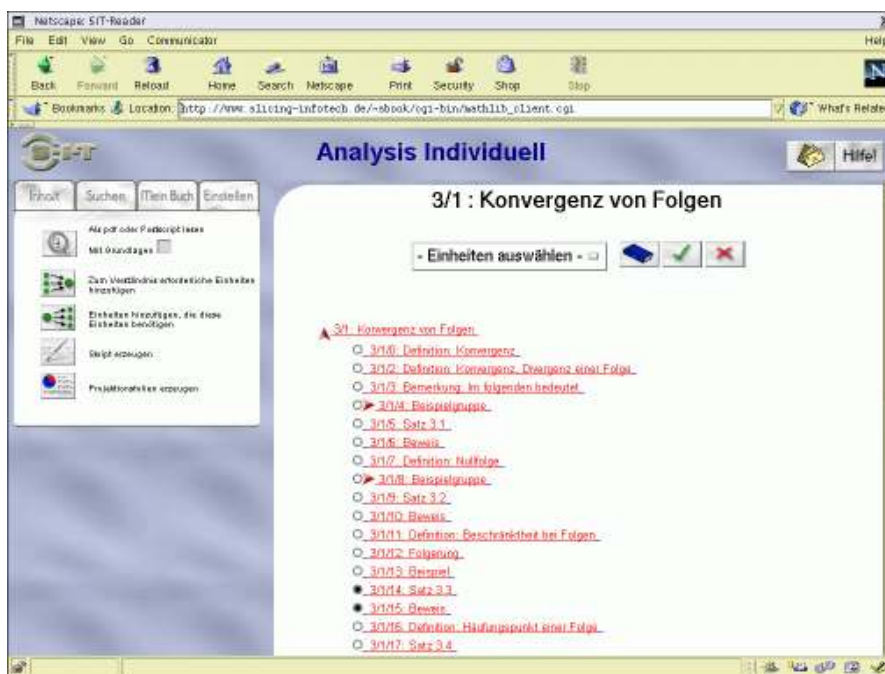 Netscape: SIT-Reader
File Edit View Go Communicator Help
Back Forward Reload Home Search Netscape Print Security Shop Stop
Bookmarks Location: http://www.slicing-infotech.de/~sbook/cgi-bin/mathlib_client.cgi What's Relate
SIT
Analysis Individuell
Hilfe!
Inhalt Suchen Mein Buch Einstellen
3/1 : Konvergenz von Folgen
Als pdf oder Postscript lesen
Mit Grundlagen
- Einheiten auswählen -
Zum Verständnis erforderliche Einheiten
hinzufügen
Einheiten hinzufügen, die diese
Einheiten benötigen
Skript erzeugen
Projektionsfolien erzeugen
3/1: Konvergenz von Folgen
3/1/0: Definition: Konvergenz
3/1/2: Definition: Konvergenz, Divergenz einer Folge
3/1/3: Bemerkung: Im folgenden bedeutet
3/1/4: Beispielgruppe
3/1/5: Satz 3.1
3/1/6: Beweis
3/1/7: Definition: Nullfolge
3/1/8: Beispielgruppe
3/1/9: Satz 3.2
3/1/10: Beweis
3/1/11: Definition: Beschränktheit bei Folgen
3/1/12: Folgerung
3/1/13: Beispiel
3/1/14: Satz 3.3
3/1/15: Beweis
3/1/16: Definition: Häufungspunkt einer Folge
3/1/17: Satz 3.4